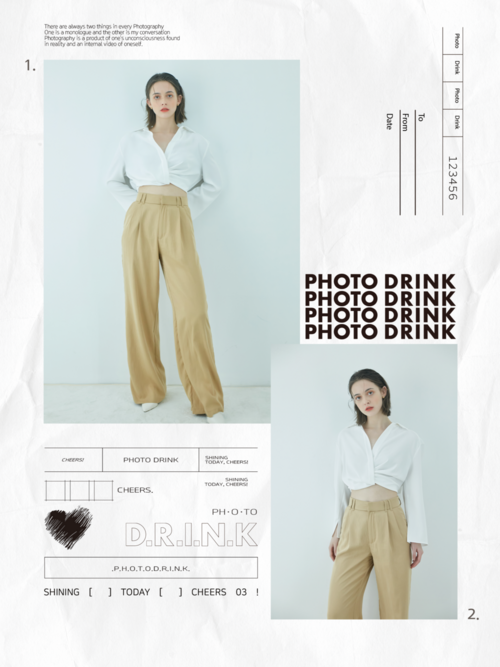 There are always two things in every Photography
One is a monologue and the other is my conversation
Photography is a product of one's unconsciousness found
in reality and an internal video of oneself.
1.
Photo Drink Photo Drink 123456
To
From
Date
PHOTO DRINK
PHOTO DRINK
PHOTO DRINK
PHOTO DRINK
CHEERS!
PHOTO DRINK
SHINING
TODAY, CHEERS!
CHEERS,
SHINING
TODAY, CHEERS!
PH·O·TO
D.R.I.N.K
.P.H.O.T.O.D.R.I.N.K.
SHINING [ ] TODAY [ ] CHEERS 03 !
2.